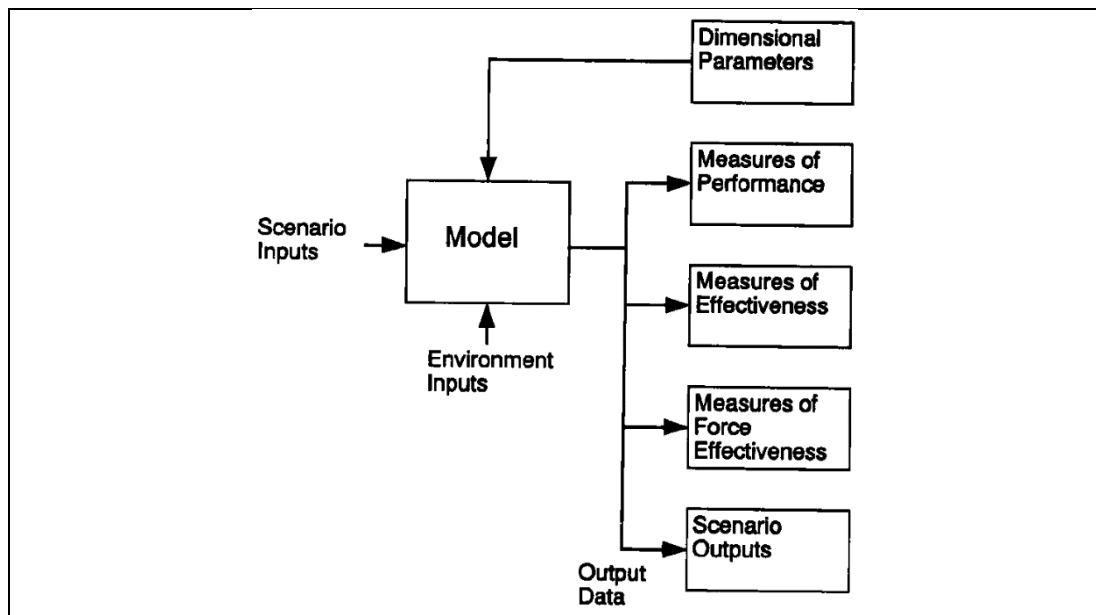 Dimensional
Parameters
Measures of
Performance
Scenario
Inputs
Model
Measures of
Effectiveness
Environment
Inputs
Measures of
Force
Effectiveness
Scenario
Outputs
Output
Data